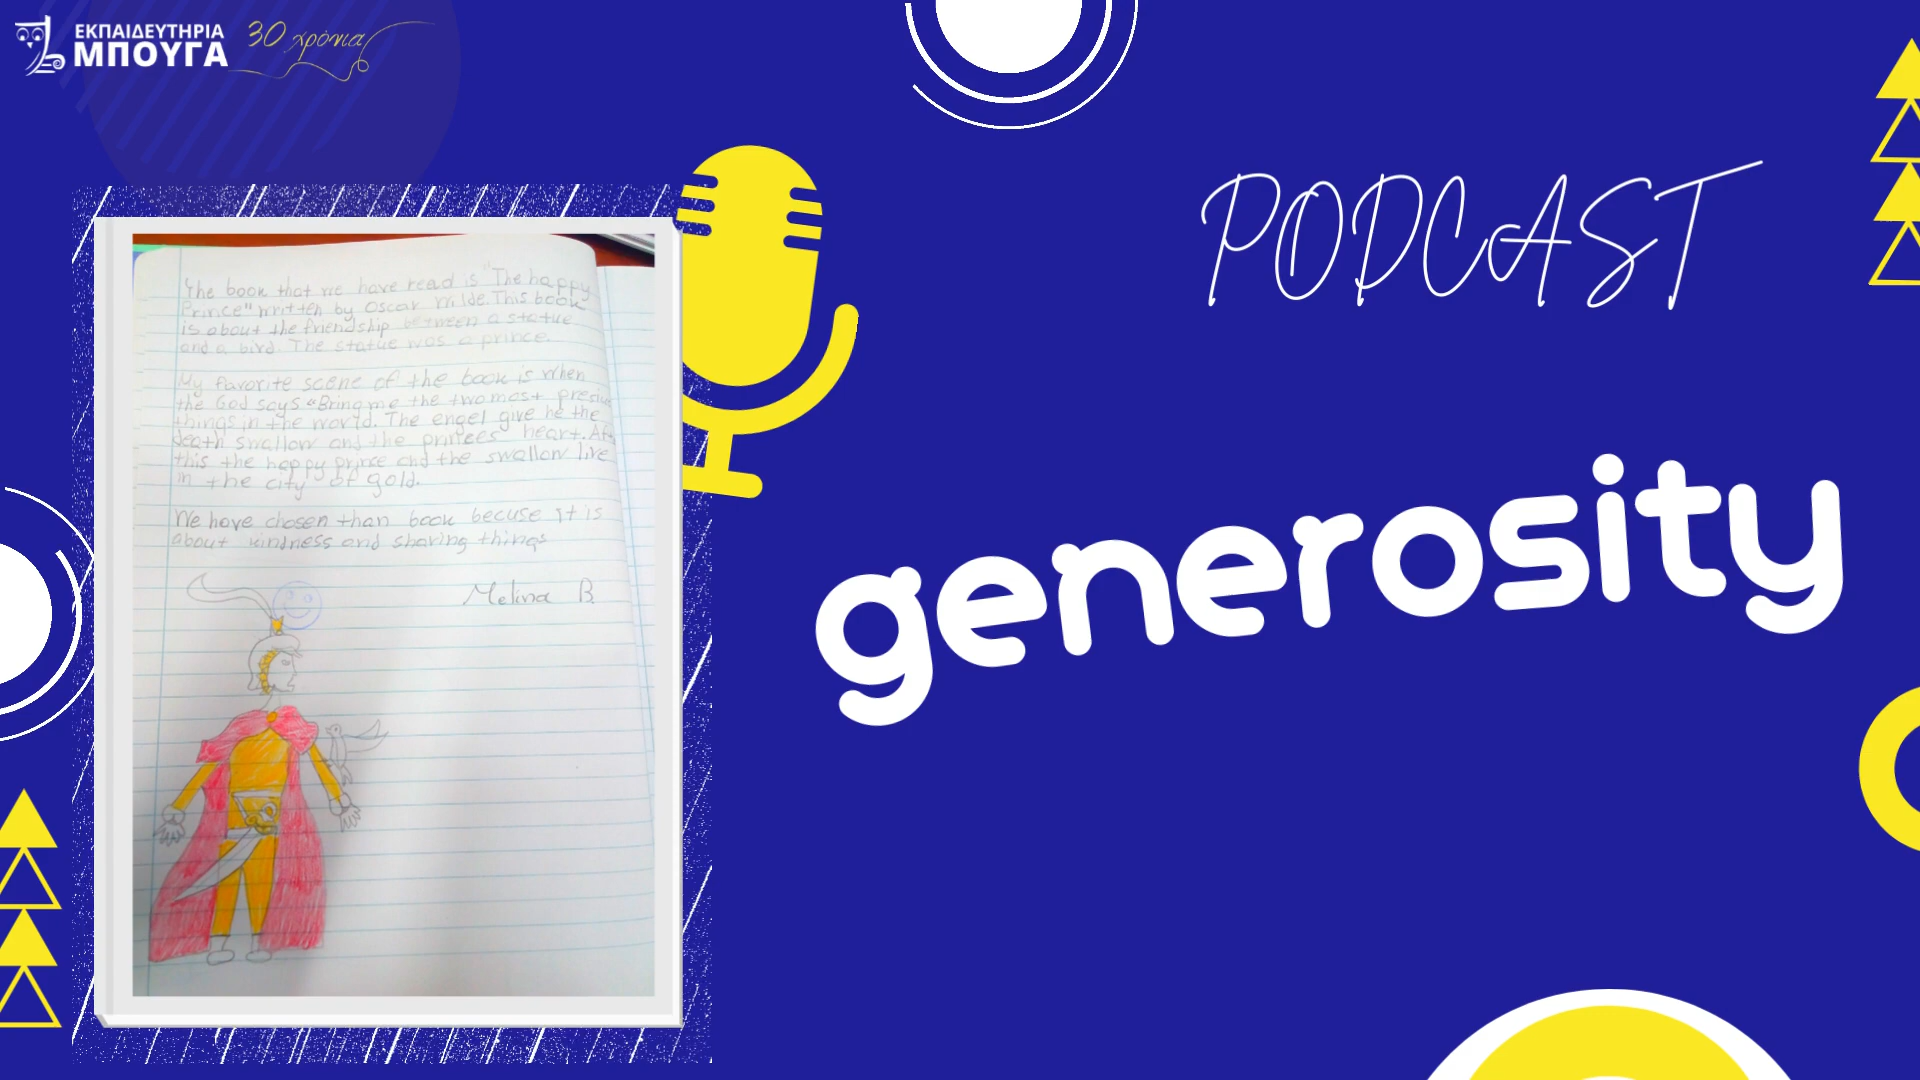 ΕΚΠΑΙΔΕΥΤΗΡΙΑ
ΜΠΟΥΓΑ
30 χρόνια
PODCAST
generosity
The book that we have read is "The happy
Prince" written by Oscar Wilde. This book
is about the friendship between a statue
and a bird. The statue was a prince.
My favorite scene of the book is when
the God says "Bring me the two most
things in the world. The engel give he the
death swallow and the princes heart.
this the happy prince and the swallow live
in the city of gold.
We have chosen than book becuse it is
about kindness and sharing things
Melina B.